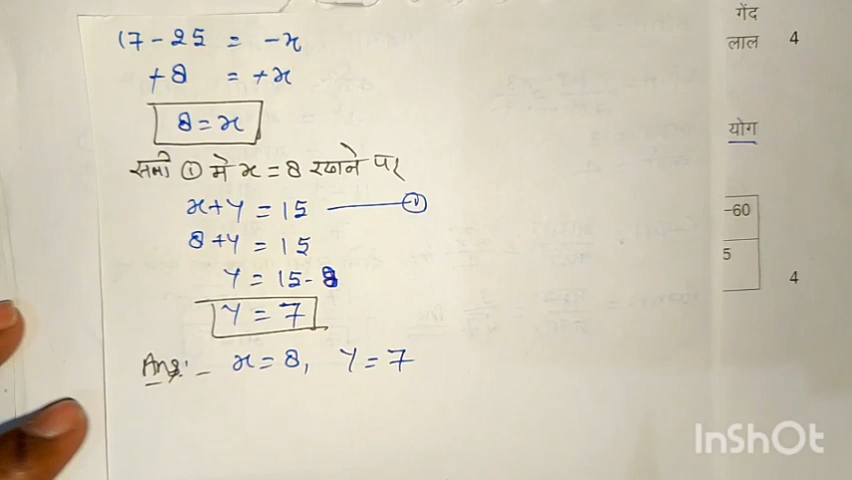 17 - 25 = -x
+8 = +x
8 = x
समी ① में x = 8 रखने पर
x+y = 15 ①
8+y = 15
y = 15-8
y = 7
Ans:- x = 8, y = 7
गेंद
लाल 4
योग
-60
5
4
InShOt